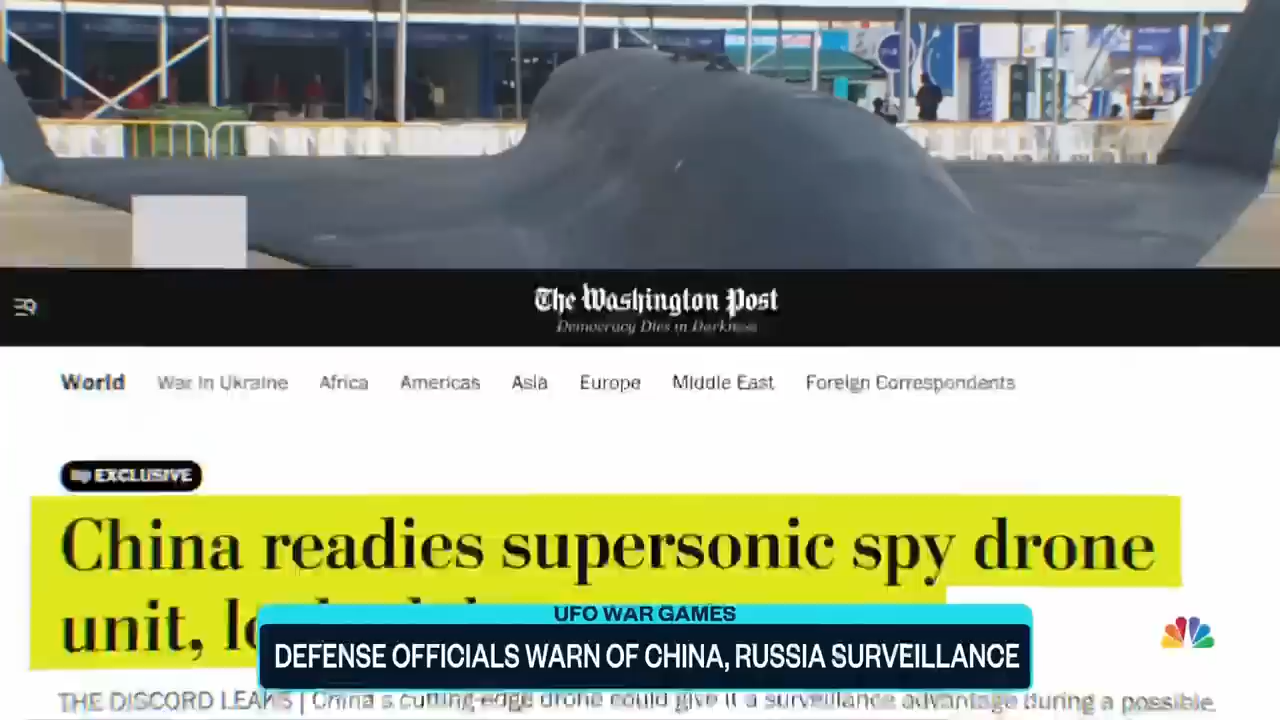 The Washington Post
Democracy Dies in Darkness
World War in Ukraine Africa Americas Asia Europe Middle East Foreign Correspondents
EXCLUSIVE
China readies supersonic spy drone
unit,
UFO WAR GAMES
DEFENSE OFFICIALS WARN OF CHINA, RUSSIA SURVEILLANCE
THE DISCORD LEAKS | China's cutting-edge drone could give it a surveillance advantage during a possible